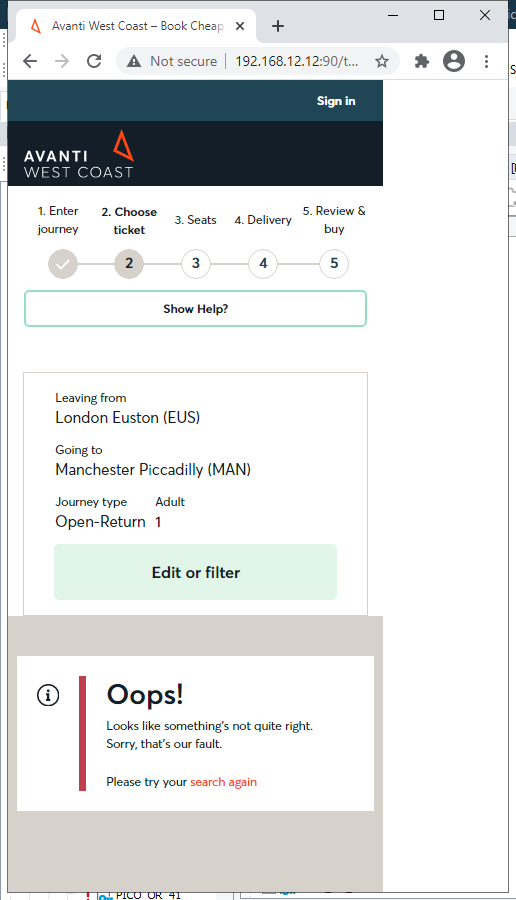 Avanti West Coast – Book Cheap
Not secure | 192.168.12.12:90/t...
Sign in
AVANTI
WEST COAST
1. Enter journey
2. Choose ticket
3. Seats
4. Delivery
5. Review & buy
2
3
4
5
Show Help?
Leaving from
London Euston (EUS)
Going to
Manchester Piccadilly (MAN)
Journey type Adult
Open-Return 1
Edit or filter
Oops!
Looks like something's not quite right.
Sorry, that's our fault.
Please try your search again
PICO_OR_41